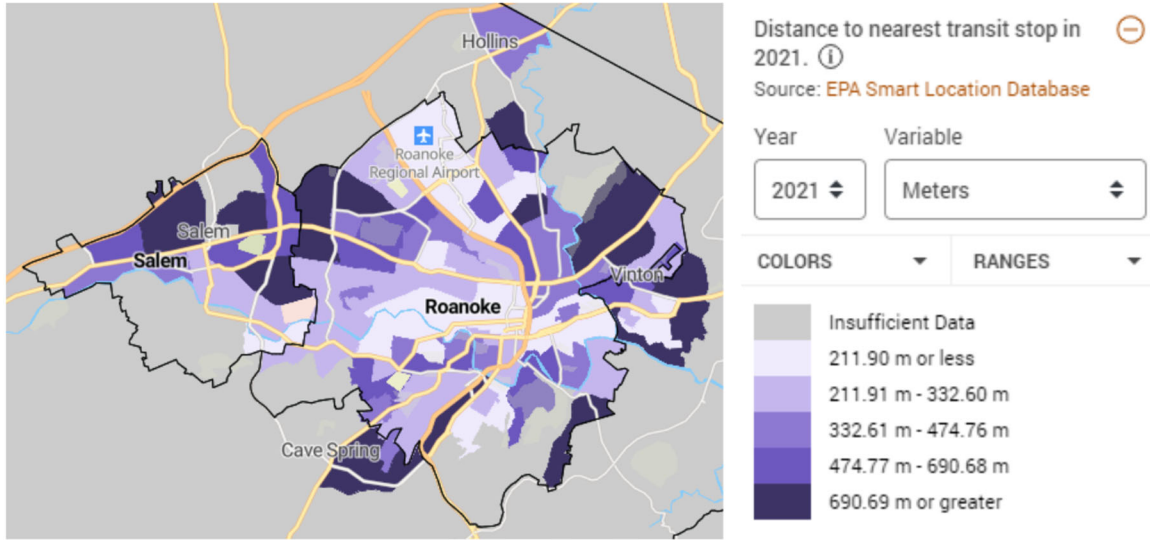 Hollins
Roanoke
Regional Airport
Salem
Salem
Vinton
Roanoke
Cave Spring
Distance to nearest transit stop in
2021.
Source: EPA Smart Location Database
Year
Variable
2021
Meters
COLORS
RANGES
Insufficient Data
211.90 m or less
211.91 m - 332.60 m
332.61 m - 474.76 m
474.77 m - 690.68 m
690.69 m or greater